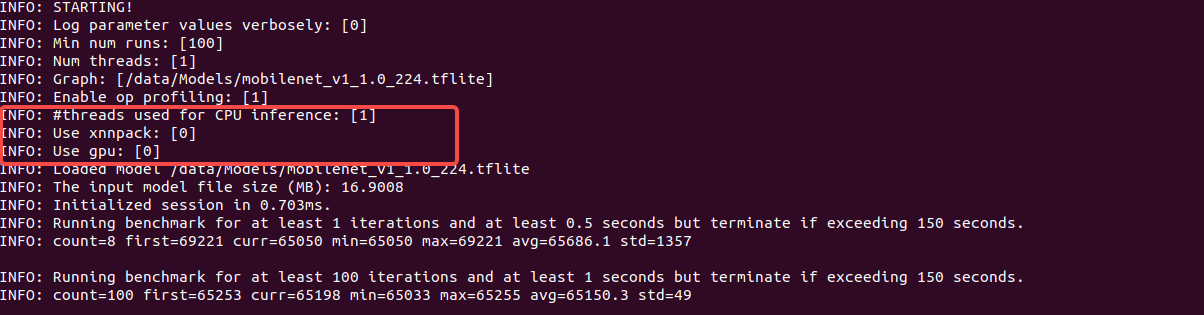 INFO: STARTING!
INFO: Log parameter values verbosely: [0]
INFO: Min num runs: [100]
INFO: Num threads: [1]
INFO: Graph: [/data/Models/mobilenet_v1_1.0_224.tflite]
INFO: Enable op profiling: [1]
INFO: #threads used for CPU inference: [1]
INFO: Use xnnpack: [0]
INFO: Use gpu: [0]
INFO: Loaded model /data/Models/mobilenet_v1_1.0_224.tflite
INFO: The input model file size (MB): 16.9008
INFO: Initialized session in 0.703ms.
INFO: Running benchmark for at least 1 iterations and at least 0.5 seconds but terminate if exceeding 150 seconds.
INFO: count=8 first=69221 curr=65050 min=65050 max=69221 avg=65686.1 std=1357
INFO: Running benchmark for at least 100 iterations and at least 1 seconds but terminate if exceeding 150 seconds.
INFO: count=100 first=65253 curr=65198 min=65033 max=65255 avg=65150.3 std=49